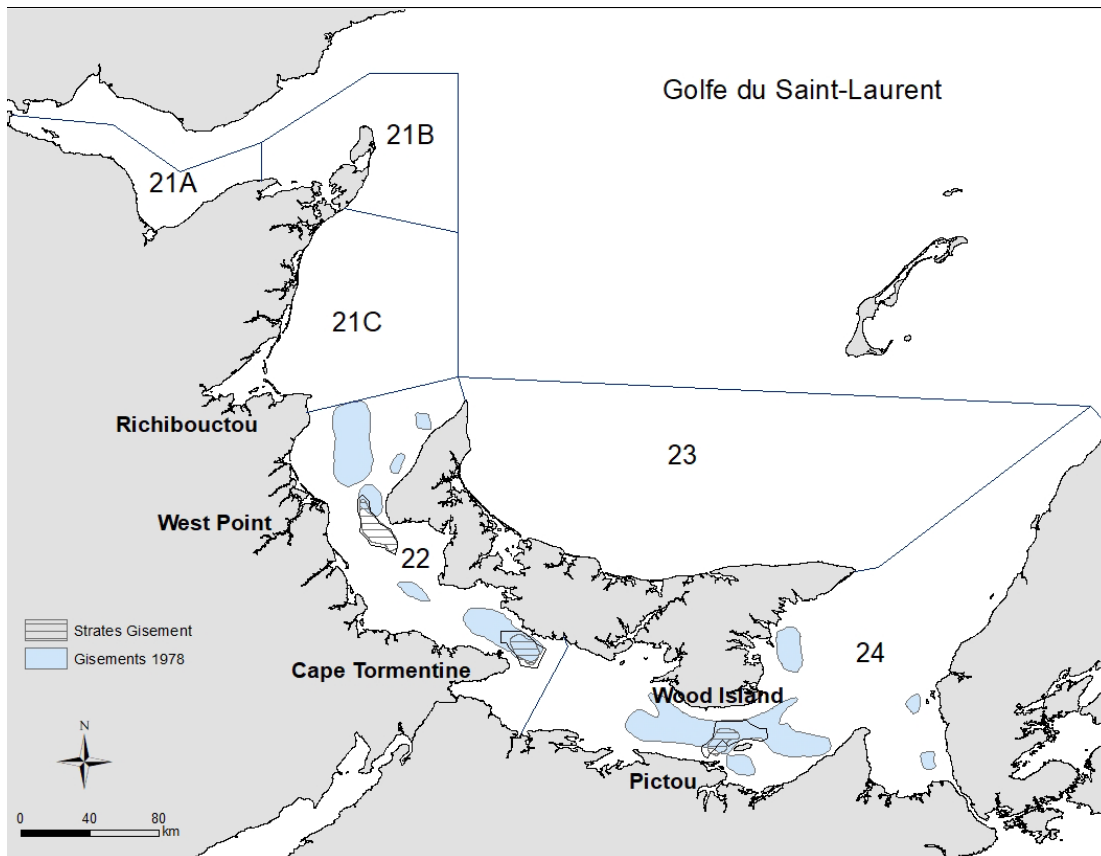 Golfe du Saint-Laurent
21B
21A
21C
Richibouctou
23
West Point
22
Strates Gisement
Gisements 1978
24
Cape Tormentine
Wood Island
N
Pictou
0 40 80
km